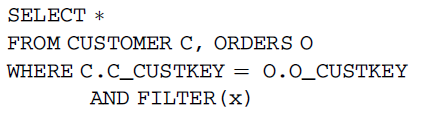 SELECT *
FROM CUSTOMER C, ORDERS O
WHERE C.C_CUSTKEY = O.O_CUSTKEY
AND FILTER(x)